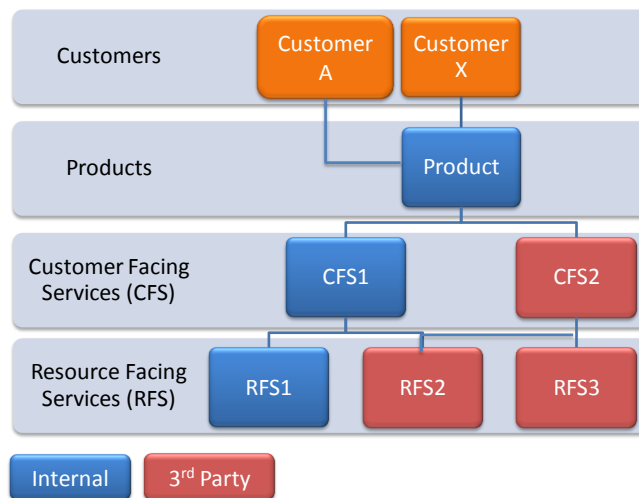 Customers
Customer
A
Customer
X
Products
Product
Customer Facing
Services (CFS)
CFS1
CFS2
Resource Facing
Services (RFS)
RFS1
RFS2
RFS3
Internal
3rd Party